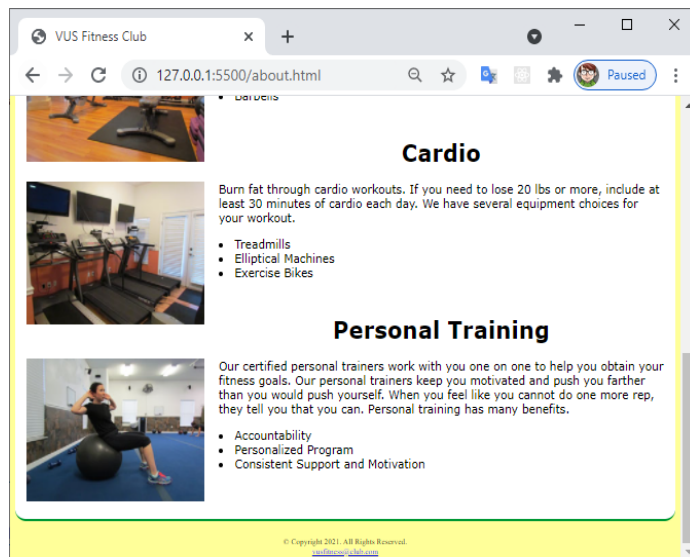 VUS Fitness Club
127.0.0.1:5500/about.html
Paused
Barbells
Cardio
Burn fat through cardio workouts. If you need to lose 20 lbs or more, include at
least 30 minutes of cardio each day. We have several equipment choices for
your workout.
Treadmills
Elliptical Machines
Exercise Bikes
Personal Training
Our certified personal trainers work with you one on one to help you obtain your
fitness goals. Our personal trainers keep you motivated and push you farther
than you would push yourself. When you feel like you cannot do one more rep,
they tell you that you can. Personal training has many benefits.
Accountability
Personalized Program
Consistent Support and Motivation
© Copyright 2021. All Rights Reserved.
vusfitness@club.com